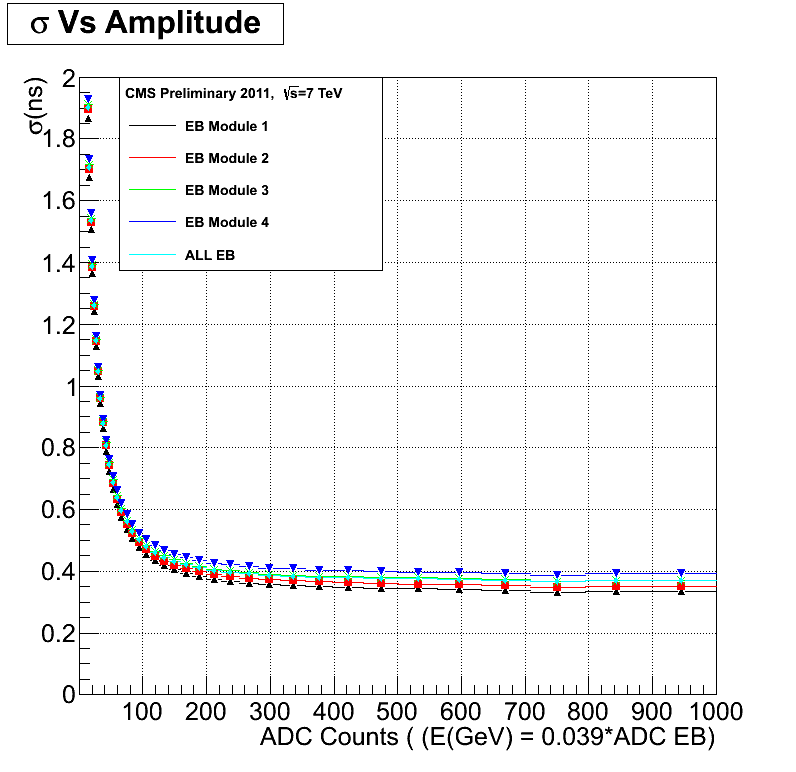 σ Vs Amplitude
σ(ns)
CMS Preliminary 2011, √s=7 TeV
EB Module 1
EB Module 2
EB Module 3
EB Module 4
ALL EB
2
1.8
1.6
1.4
1.2
1
0.8
0.6
0.4
0.2
0
100 200 300 400 500 600 700 800 900 1000
ADC Counts ( (E(GeV) = 0.039*ADC EB)